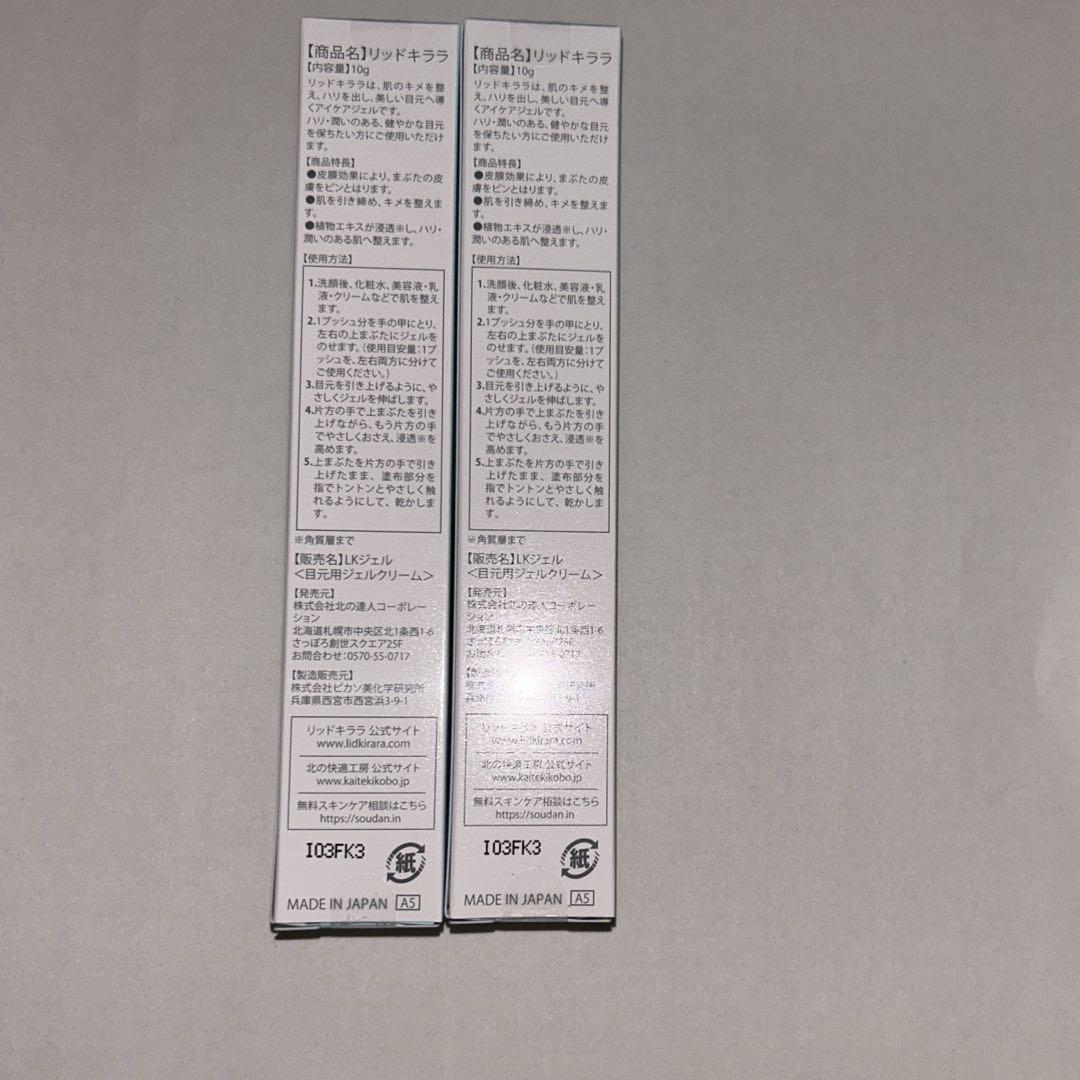 【商品名】リッドキララ
【内容量】10g
リッドキララは、肌のキメを整
え、ハリを出し、美しい目元へ導
くアイケアジェルです。
ハリ・潤いのある、健やかな目元
を保ちたい方にご使用いただけ
ます。
【商品特長】
●皮膜効果により、まぶたの皮
膚をピンとはります。
●肌を引き締め、キメを整えま
す。
●植物エキスが浸透※し、ハリ・
潤いのある肌へ整えます。
【使用方法】
1.洗顔後、化粧水、美容液・乳
液・クリームなどで肌を整え
ます。
2.1プッシュ分を手の甲にとり、
左右の上まぶたにジェルを
のせます。(使用目安量:1プ
ッシュを、左右両方に分けて
ご使用ください。)
3.目元を引き上げるように、や
さしくジェルを伸ばします。
4.片方の手で上まぶたを引き
上げながら、もう片方の手
でやさしくおさえ、浸透※を
高めます。
5.上まぶたを片方の手で引き
上げたまま、塗布部分を
指でトントンとやさしく触
れるようにして、乾かしま
す。
※角質層まで
【販売名】LKジェル
<目元用ジェルクリーム>
【発売元】
株式会社北の達人コーポレー
ション
北海道札幌市中央区北1条西1-6
さっぽろ創世スクエア25F
お問合わせ:0570-55-0717
【製造販売元】
株式会社ピカソ美化学研究所
兵庫県西宮市西宮浜3-9-1
リッドキララ 公式サイト
www.lidkirara.com
北の快適工房 公式サイト
www.kaitekikobo.jp
無料スキンケア相談はこちら
https://soudan.in
I03FK3
紙
MADE IN JAPAN A5
【商品名】リッドキララ
【内容量】10g
リッドキララは、肌のキメを整
え、ハリを出し、美しい目元へ導
くアイケアジェルです。
ハリ・潤いのある、健やかな目元
を保ちたい方にご使用いただけ
ます。
【商品特長】
●皮膜効果により、まぶたの皮
膚をピンとはります。
●肌を引き締め、キメを整えま
す。
●植物エキスが浸透※し、ハリ・
潤いのある肌へ整えます。
【使用方法】
1.洗顔後、化粧水、美容液・乳
液・クリームなどで肌を整え
ます。
2.1プッシュ分を手の甲にとり、
左右の上まぶたにジェルを
のせます。(使用目安量:1プ
ッシュを、左右両方に分けて
ご使用ください。)
3.目元を引き上げるように、や
さしくジェルを伸ばします。
4.片方の手で上まぶたを引き
上げながら、もう片方の手
でやさしくおさえ、浸透※を
高めます。
5.上まぶたを片方の手で引き
上げたまま、塗布部分を
指でトントンとやさしく触
れるようにして、乾かしま
す。
※角質層まで
【販売名】LKジェル
<目元用ジェルクリーム>
【発売元】
株式会社北の達人コーポレー
ション
北海道札幌市中央区北1条西1-6
さっぽろ創世スクエア25F
リッドキララ 公式サイト
www.lidkirara.com
北の快適工房 公式サイト
www.kaitekikobo.jp
無料スキンケア相談はこちら
https://soudan.in
I03FK3
紙
MADE IN JAPAN A5